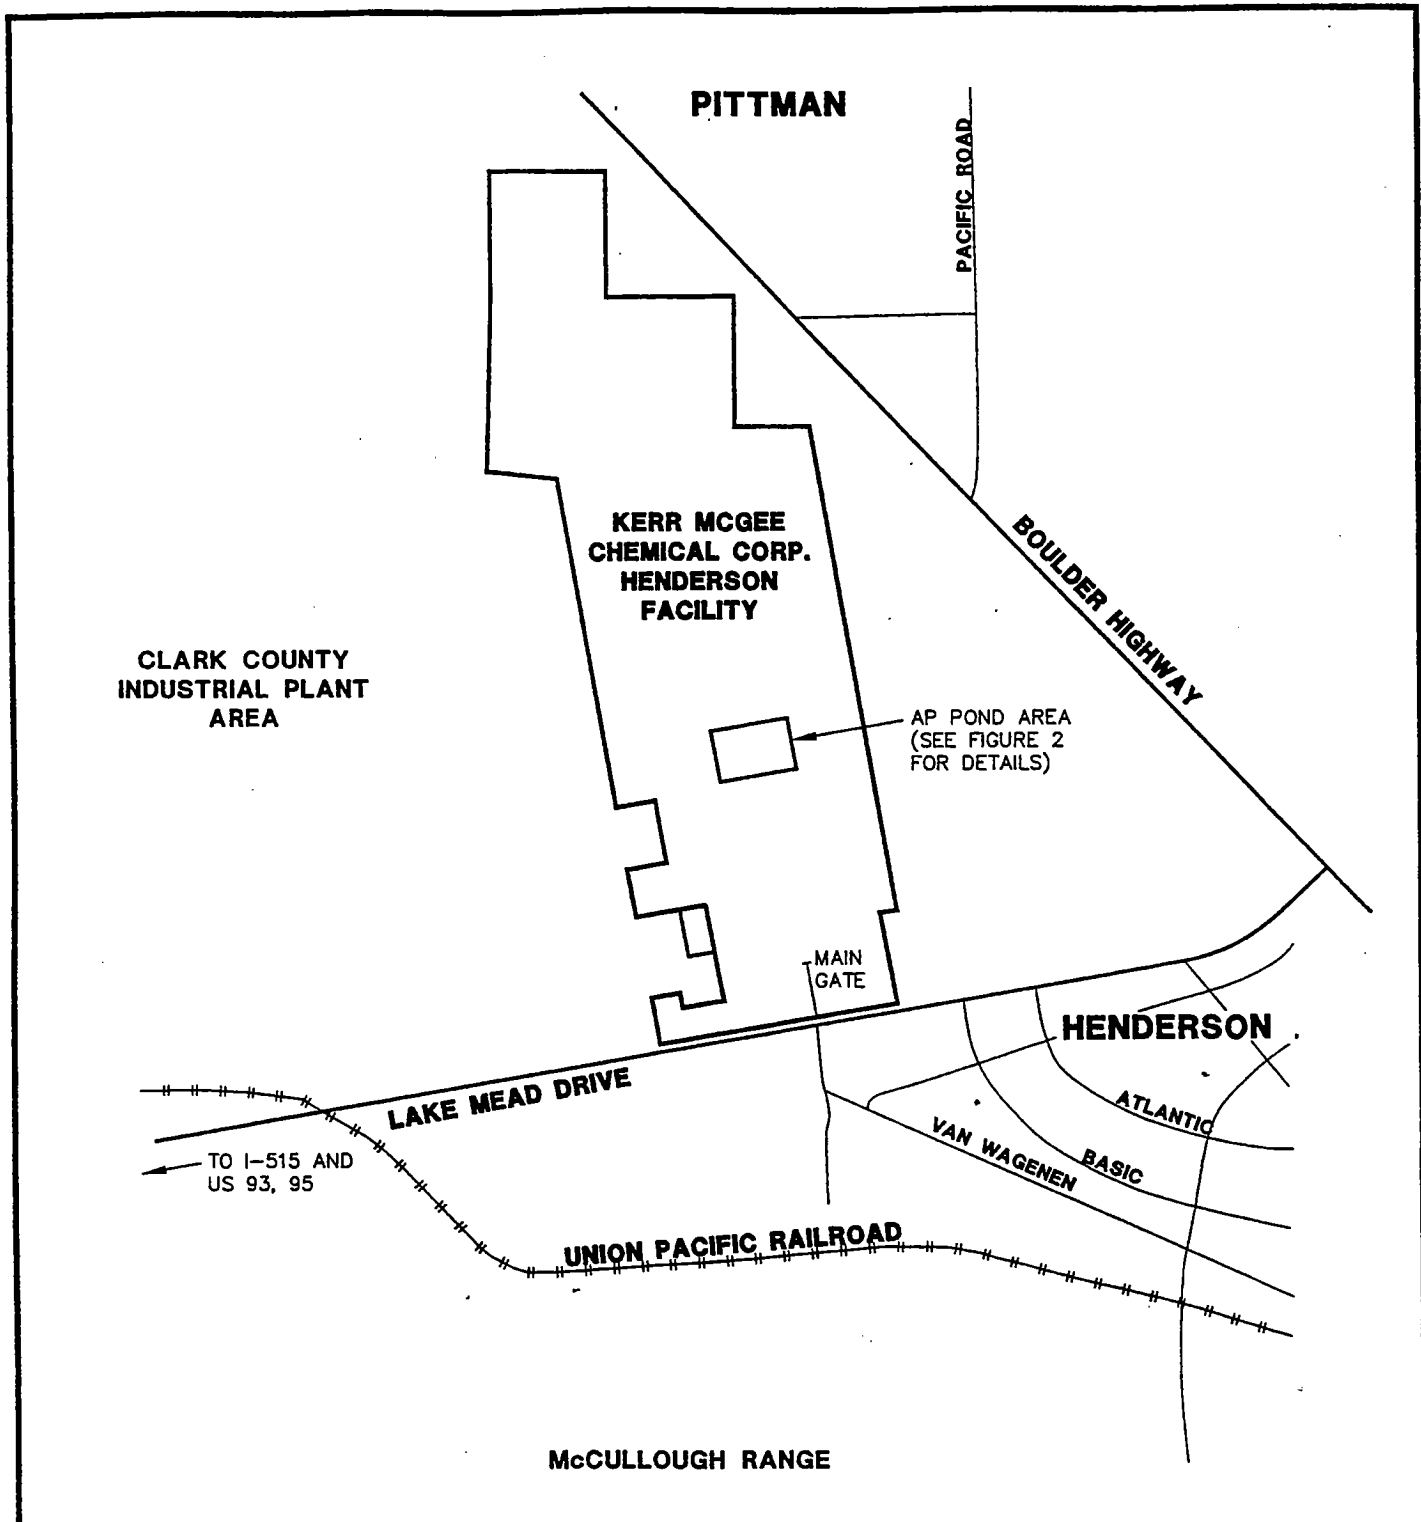 PITTMAN
PACIFIC ROAD
KERR MCGEE
CHEMICAL CORP.
HENDERSON
FACILITY
BOULDER HIGHWAY
CLARK COUNTY
INDUSTRIAL PLANT
AREA
AP POND AREA
(SEE FIGURE 2
FOR DETAILS)
MAIN
GATE
HENDERSON
LAKE MEAD DRIVE
ATLANTIC
VAN WAGENEN
BASIC
TO I-515 AND
US 93, 95
UNION PACIFIC RAILROAD
McCULLOUGH RANGE